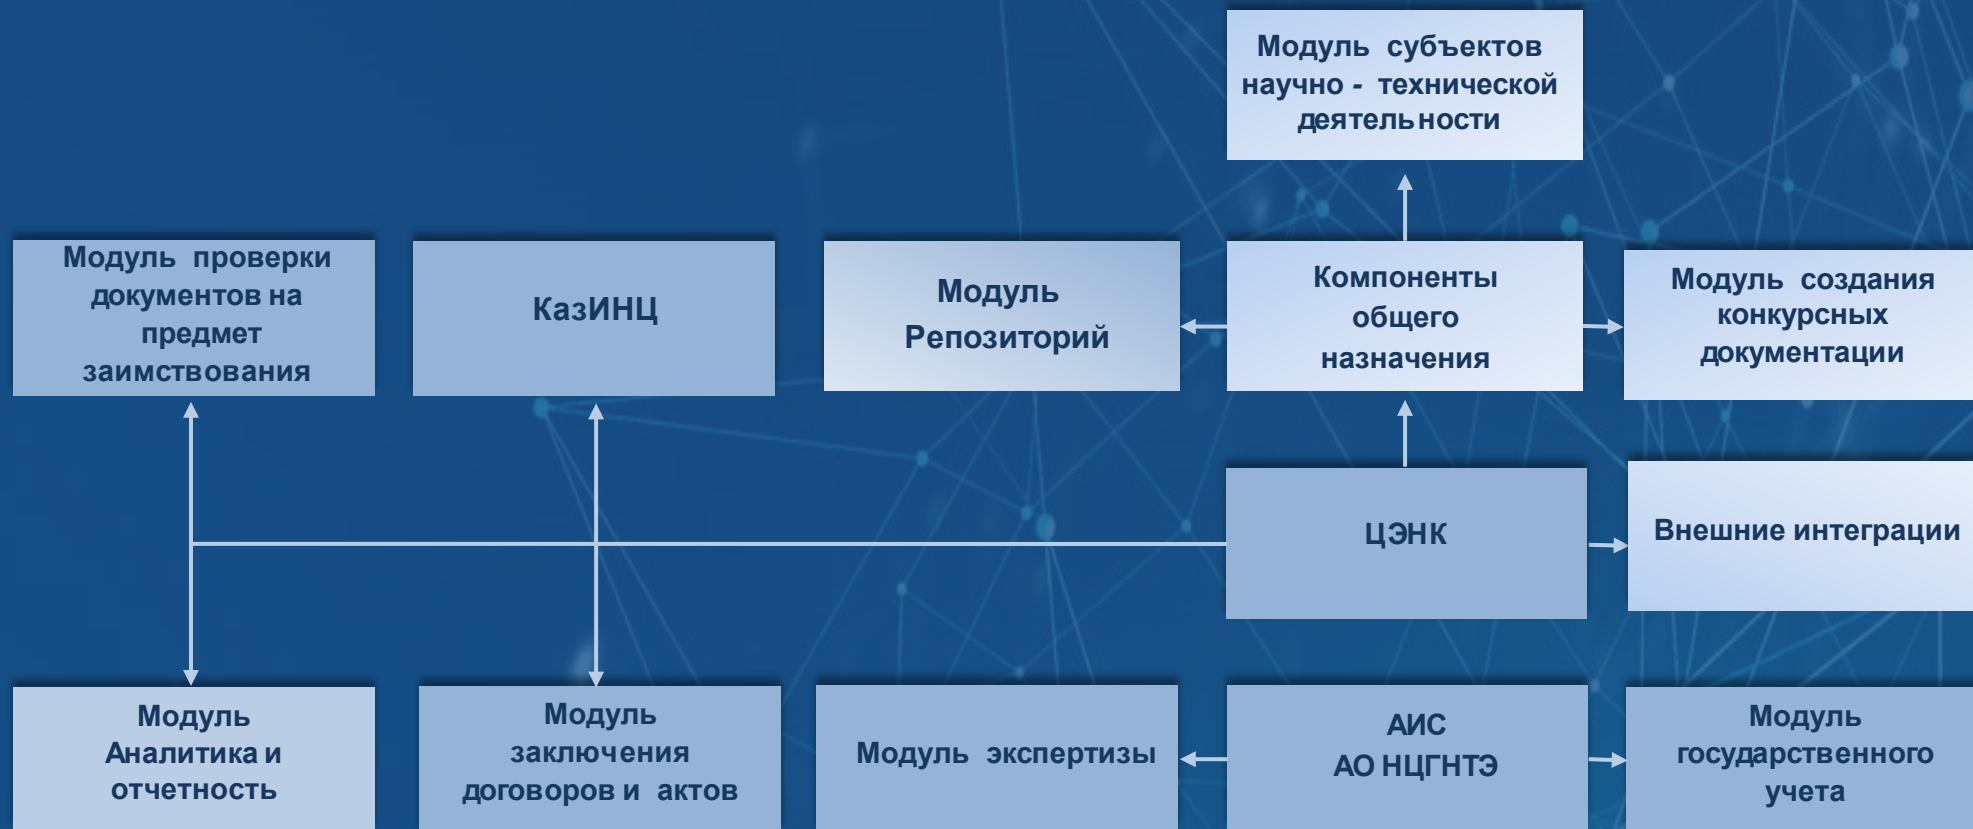 Модуль субъектов
научно - технической
деятельности
Модуль проверки
документов на
предмет
заимствования
КазИНЦ
Модуль
Репозиторий
Компоненты
общего
назначения
Модуль создания
конкурсных
документации
ЦЭНК
Внешние интеграции
Модуль
Аналитика и
отчетность
Модуль
заключения
договоров и актов
Модуль экспертизы
АИС
АО НЦГНТЭ
Модуль
государственного
учета